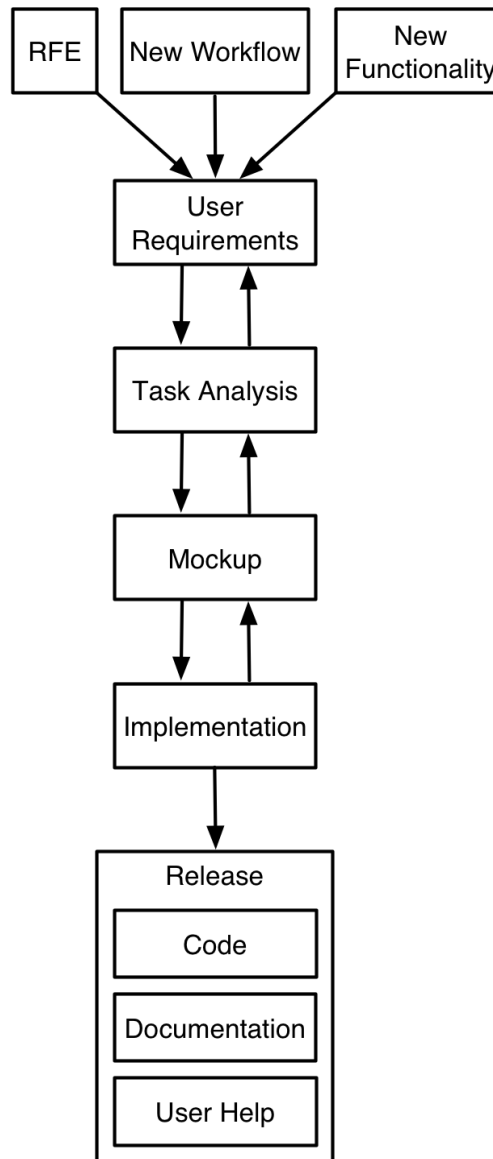 RFE
New Workflow
New
Functionality
User
Requirements
Task Analysis
Mockup
Implementation
Release
Code
Documentation
User Help